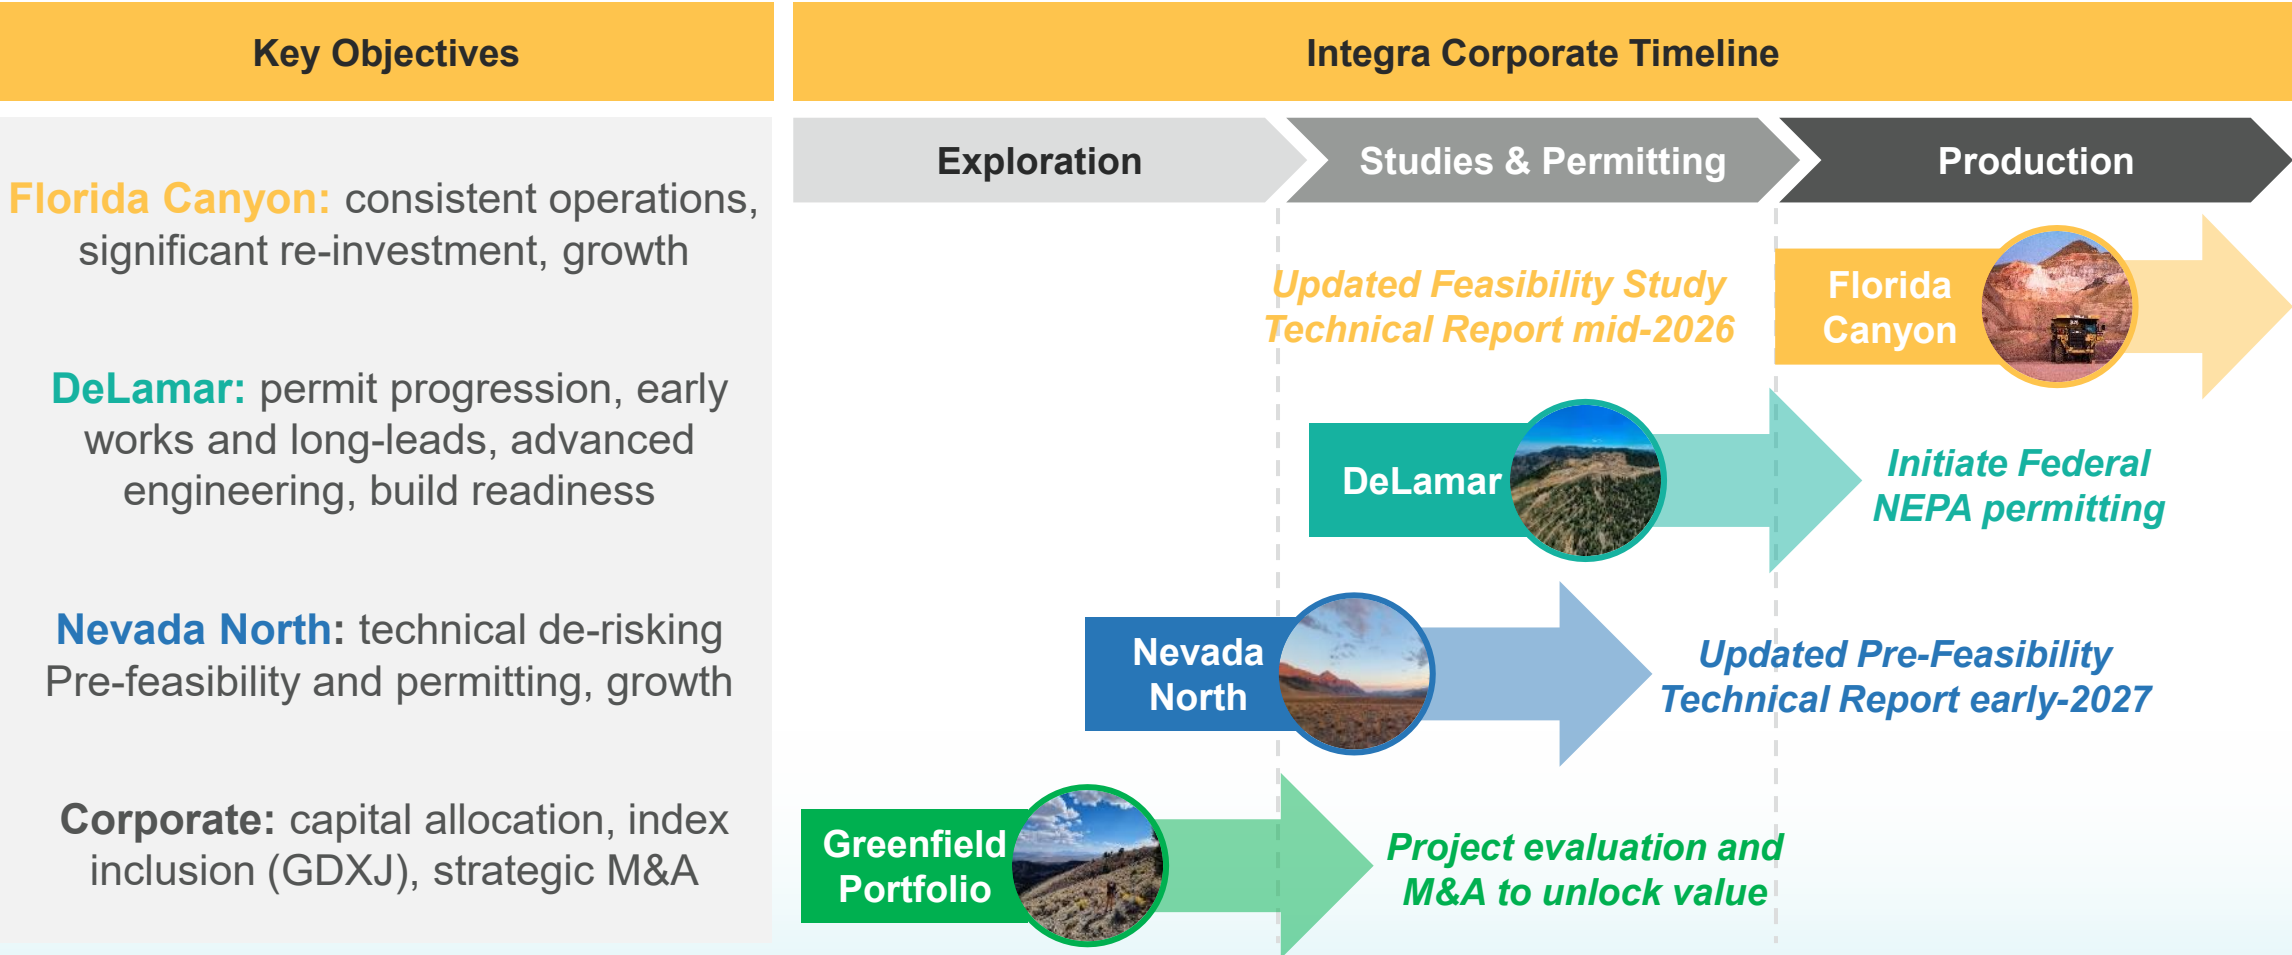 Key Objectives
Florida Canyon: consistent operations,
significant re-investment, growth
DeLamar: permit progression, early
works and long-leads, advanced
engineering, build readiness
Nevada North: technical de-risking
Pre-feasibility and permitting, growth
Corporate: capital allocation, index
inclusion (GDXJ), strategic M&A
Integra Corporate Timeline
Exploration
Studies & Permitting
Production
Updated Feasibility Study
Technical Report mid-2026
Florida
Canyon
DeLamar
Initiate Federal
NEPA permitting
Nevada
North
Updated Pre-Feasibility
Technical Report early-2027
Greenfield
Portfolio
Project evaluation and
M&A to unlock value